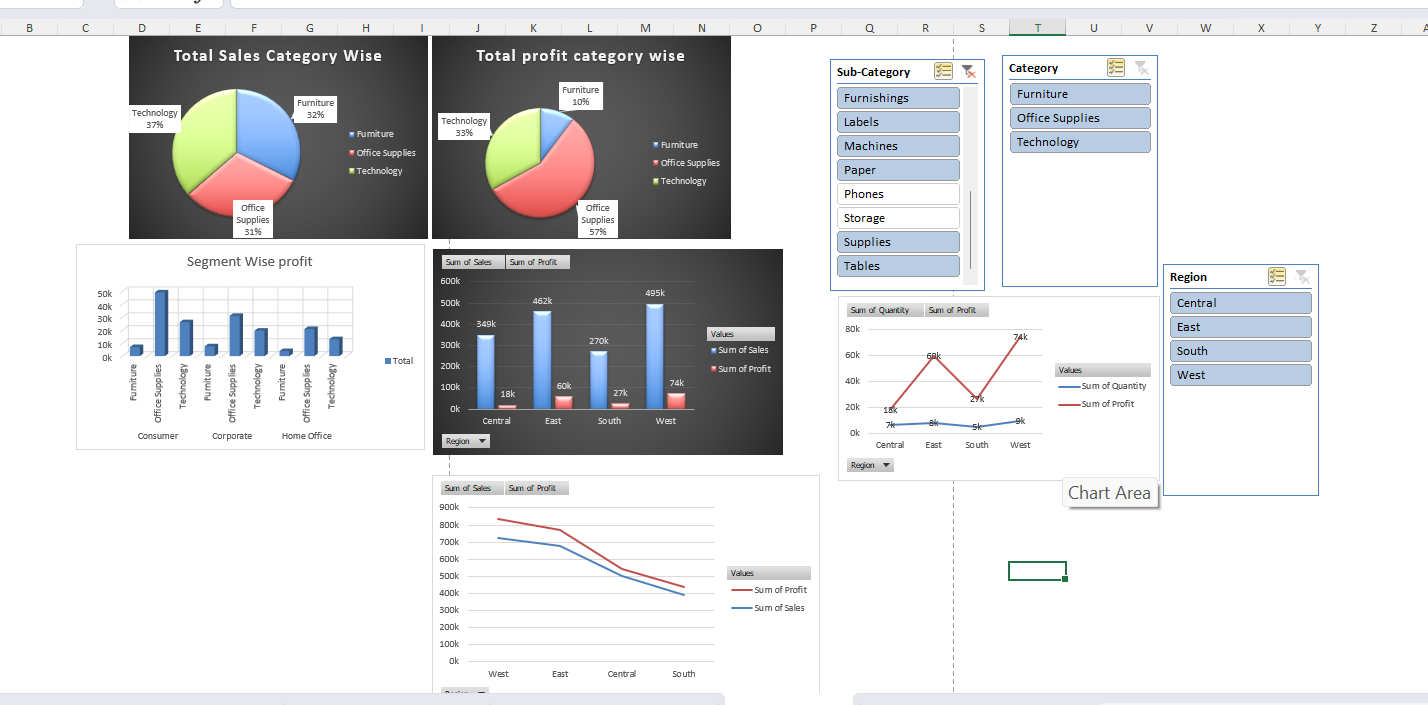 B C D E F G H I J K L M N O P Q R S T U V W X Y Z
Total Sales Category Wise
Technology
37%
Furniture
32%
Office
Supplies
31%
Furniture
Office Supplies
Technology
Total profit category wise
Furniture
10%
Technology
33%
Office
Supplies
57%
Furniture
Office Supplies
Technology
Sub-Category
Furnishings
Labels
Machines
Paper
Phones
Storage
Supplies
Tables
Category
Furniture
Office Supplies
Technology
Region
Central
East
South
West
Segment Wise profit
50k
40k
30k
20k
10k
0k
Furniture
Office Supplies
Technology
Furniture
Office Supplies
Technology
Furniture
Office Supplies
Technology
Consumer Corporate Home Office
Total
Sum of Sales Sum of Profit
600k
500k
400k
300k
200k
100k
0k
349k
18k
462k
60k
270k
27k
495k
74k
Central East South West
Values
Sum of Sales
Sum of Profit
Region
Sum of Quantity Sum of Profit
80k
60k
40k
20k
0k
18k
60k
27k
74k
7k
8k
5k
9k
Central East South West
Values
Sum of Quantity
Sum of Profit
Region
Chart Area
Sum of Sales Sum of Profit
900k
800k
700k
600k
500k
400k
300k
200k
100k
0k
West East Central South
Values
Sum of Profit
Sum of Sales